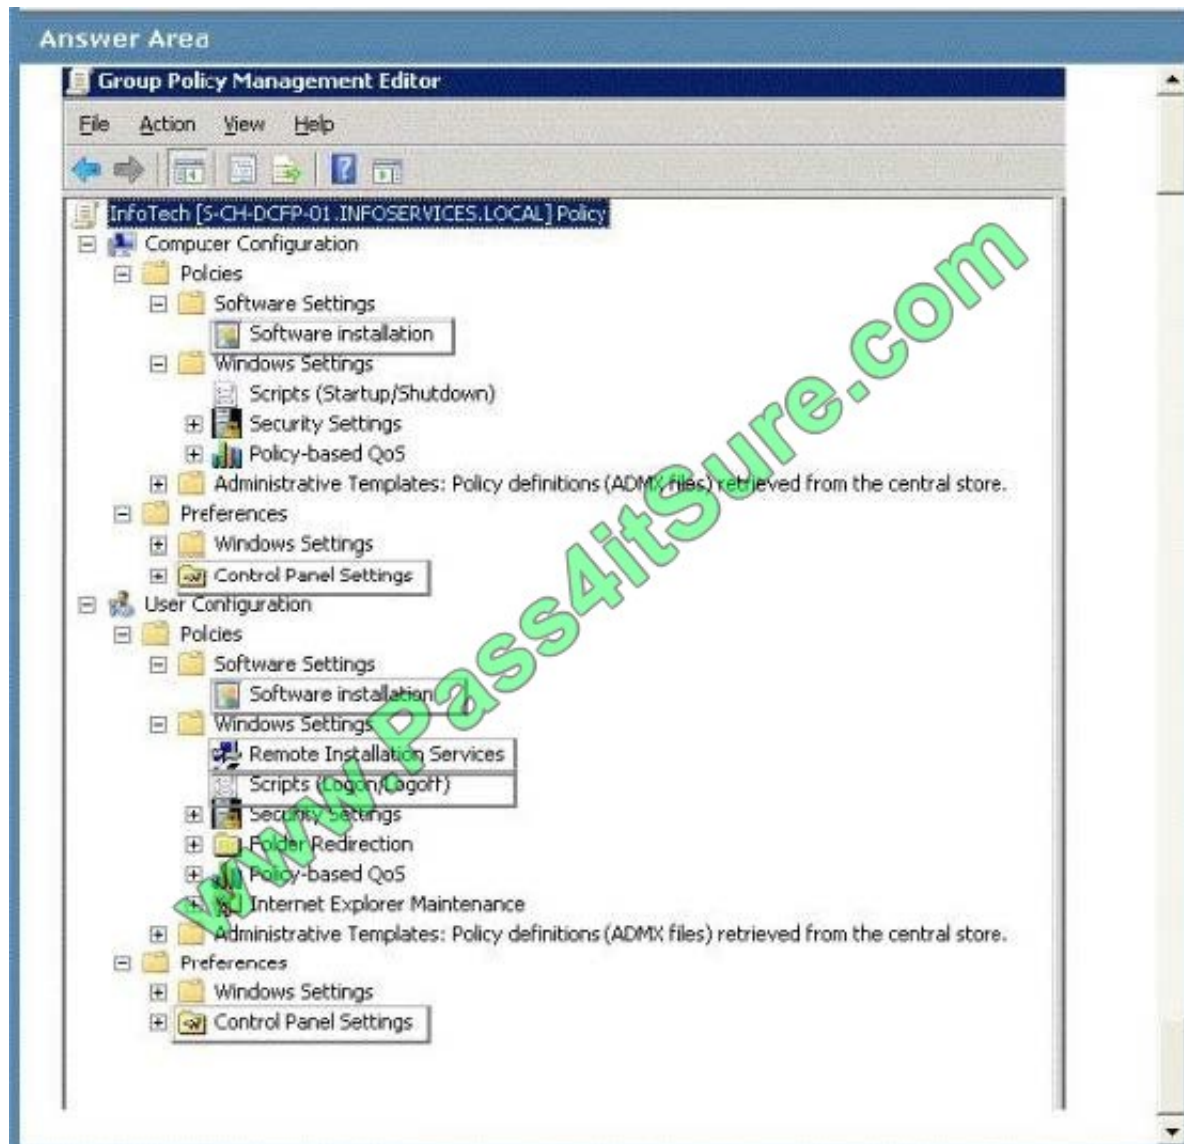 Answer Area
Group Policy Management Editor
File Action View Help
InfoTech [S-CH-DCFP-01.INFOSERVICES.LOCAL] Policy
Computer Configuration
Policies
Software Settings
Software installation
Windows Settings
Scripts (Startup/Shutdown)
Security Settings
Policy-based QoS
Administrative Templates: Policy definitions (ADMX files) retrieved from the central store.
Preferences
Windows Settings
Control Panel Settings
User Configuration
Policies
Software Settings
Software installation
Windows Settings
Remote Installation Services
Scripts (Logon/Logoff)
Security Settings
Folder Redirection
Policy-based QoS
Internet Explorer Maintenance
Administrative Templates: Policy definitions (ADMX files) retrieved from the central store.
Preferences
Windows Settings
Control Panel Settings
www.Pass4itSure.com